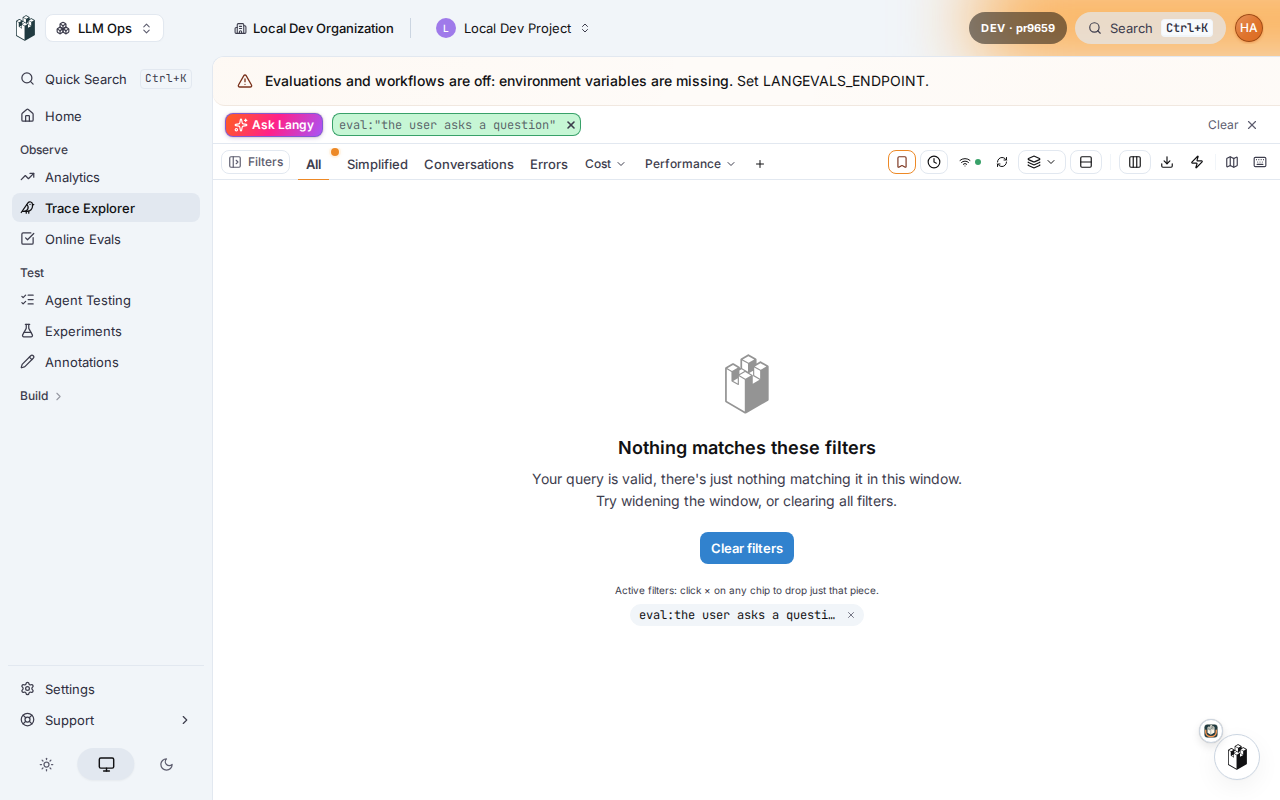 LLM Ops
Local Dev Organization
L
Local Dev Project
DEV · pr9659
Search
Ctrl+K
HA
Quick Search
Ctrl+K
Home
Observe
Analytics
Trace Explorer
Online Evals
Test
Agent Testing
Experiments
Annotations
Build
Settings
Support
Evaluations and workflows are off: environment variables are missing. Set LANGEVALS_ENDPOINT.
Ask Langy
eval:"the user asks a question" ×
Clear ×
Filters
All
Simplified
Conversations
Errors
Cost
Performance
+
Nothing matches these filters
Your query is valid, there's just nothing matching it in this window.
Try widening the window, or clearing all filters.
Clear filters
Active filters: click × on any chip to drop just that piece.
eval:the user asks a questi… ×